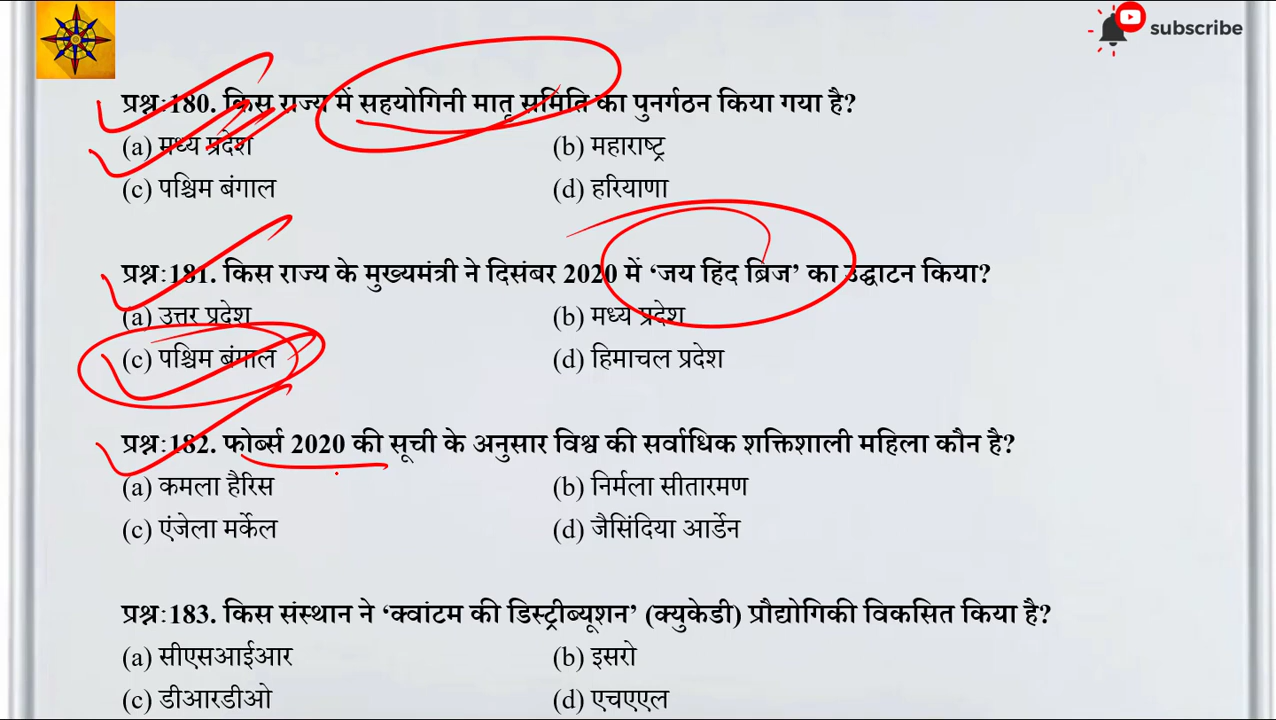 subscribe
प्रश्न:180. किस राज्य में सहयोगिनी मातृ समिति का पुनर्गठन किया गया है?
(a) मध्य प्रदेश (b) महाराष्ट्र
(c) पश्चिम बंगाल (d) हरियाणा
प्रश्न:181. किस राज्य के मुख्यमंत्री ने दिसंबर 2020 में ‘जय हिंद ब्रिज’ का उद्घाटन किया?
(a) उत्तर प्रदेश (b) मध्य प्रदेश
(c) पश्चिम बंगाल (d) हिमाचल प्रदेश
प्रश्न:182. फोर्ब्स 2020 की सूची के अनुसार विश्व की सर्वाधिक शक्तिशाली महिला कौन है?
(a) कमला हैरिस (b) निर्मला सीतारमण
(c) एंजेला मर्केल (d) जैसिंदिया आर्डेन
प्रश्न:183. किस संस्थान ने ‘क्वांटम की डिस्ट्रीब्यूशन’ (क्युकेडी) प्रौद्योगिकी विकसित किया है?
(a) सीएसआईआर (b) इसरो
(c) डीआरडीओ (d) एचएएल